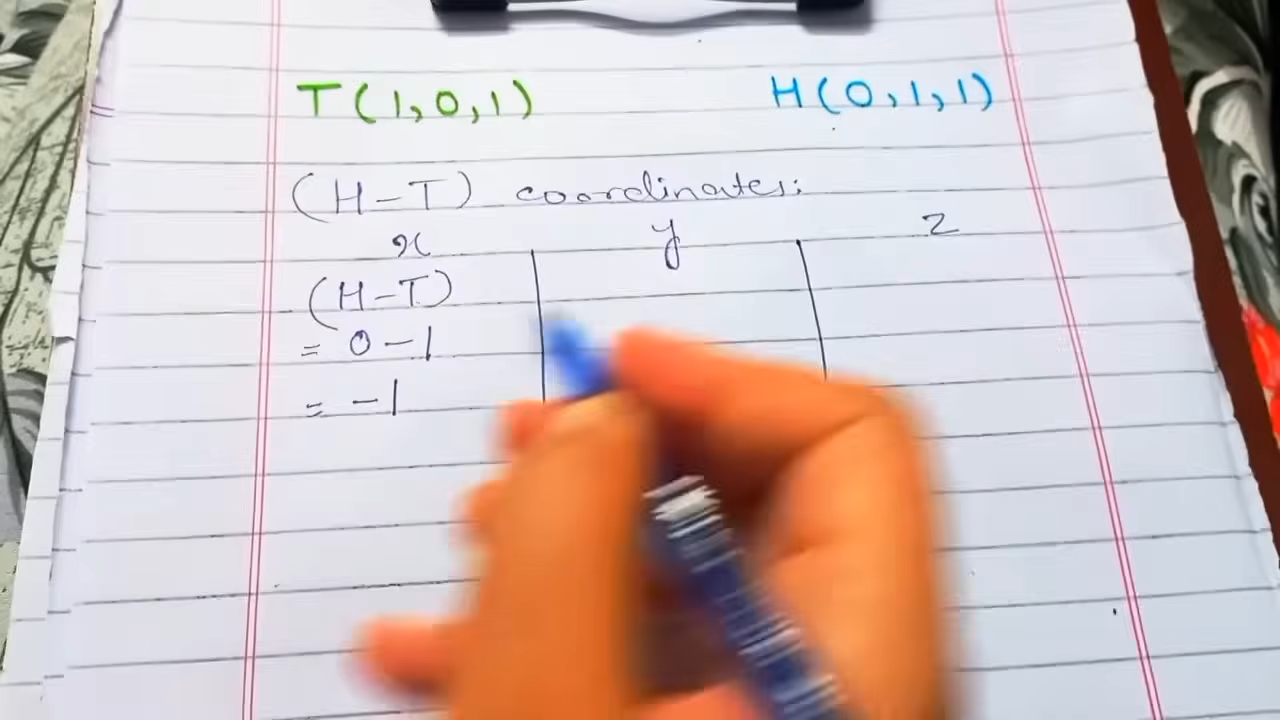 T(1,0,1) H(0,1,1)
(H-T) coordinates:
x y z
(H-T)
= 0-1
= -1